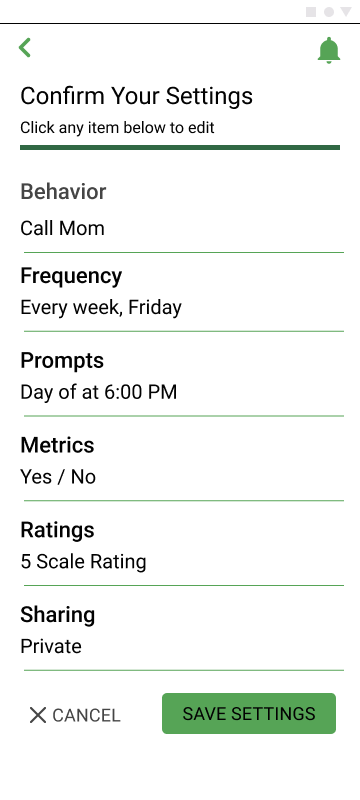 Confirm Your Settings
Click any item below to edit
Behavior
Call Mom
Frequency
Every week, Friday
Prompts
Day of at 6:00 PM
Metrics
Yes / No
Ratings
5 Scale Rating
Sharing
Private
CANCEL
SAVE SETTINGS